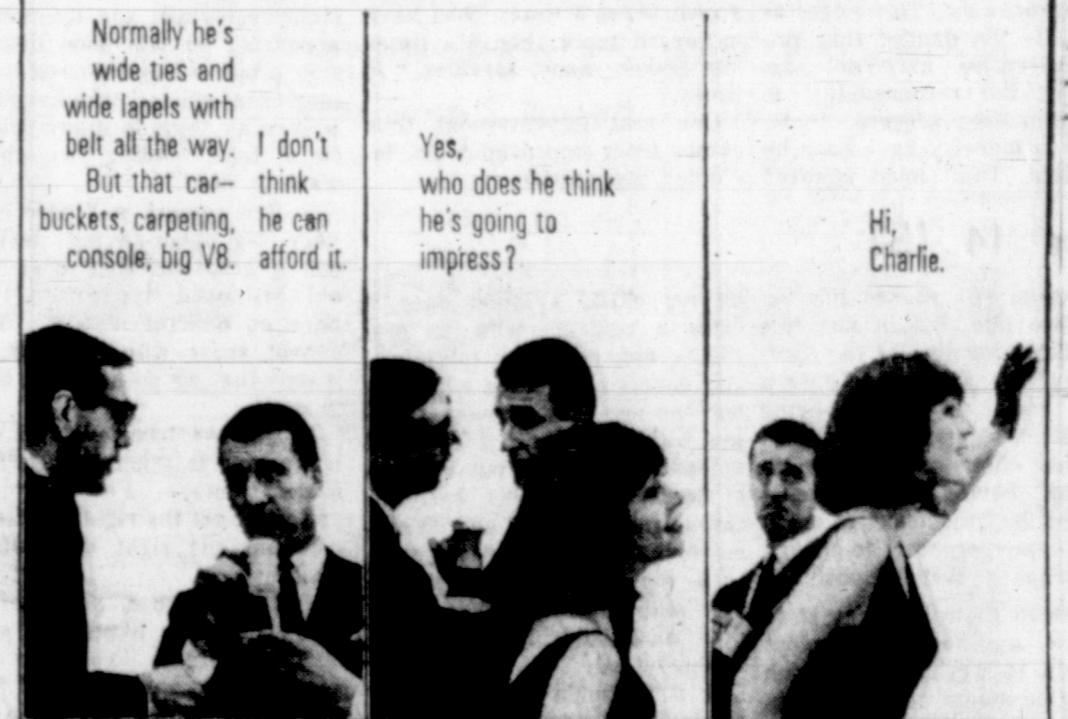 Normally he's
wide ties and
wide lapels with
belt all the way.
But that car—
buckets, carpeting,
console, big V8.
I don't
think
he can
afford it.
Yes,
who does he think
he's going to
impress?
Hi,
Charlie.